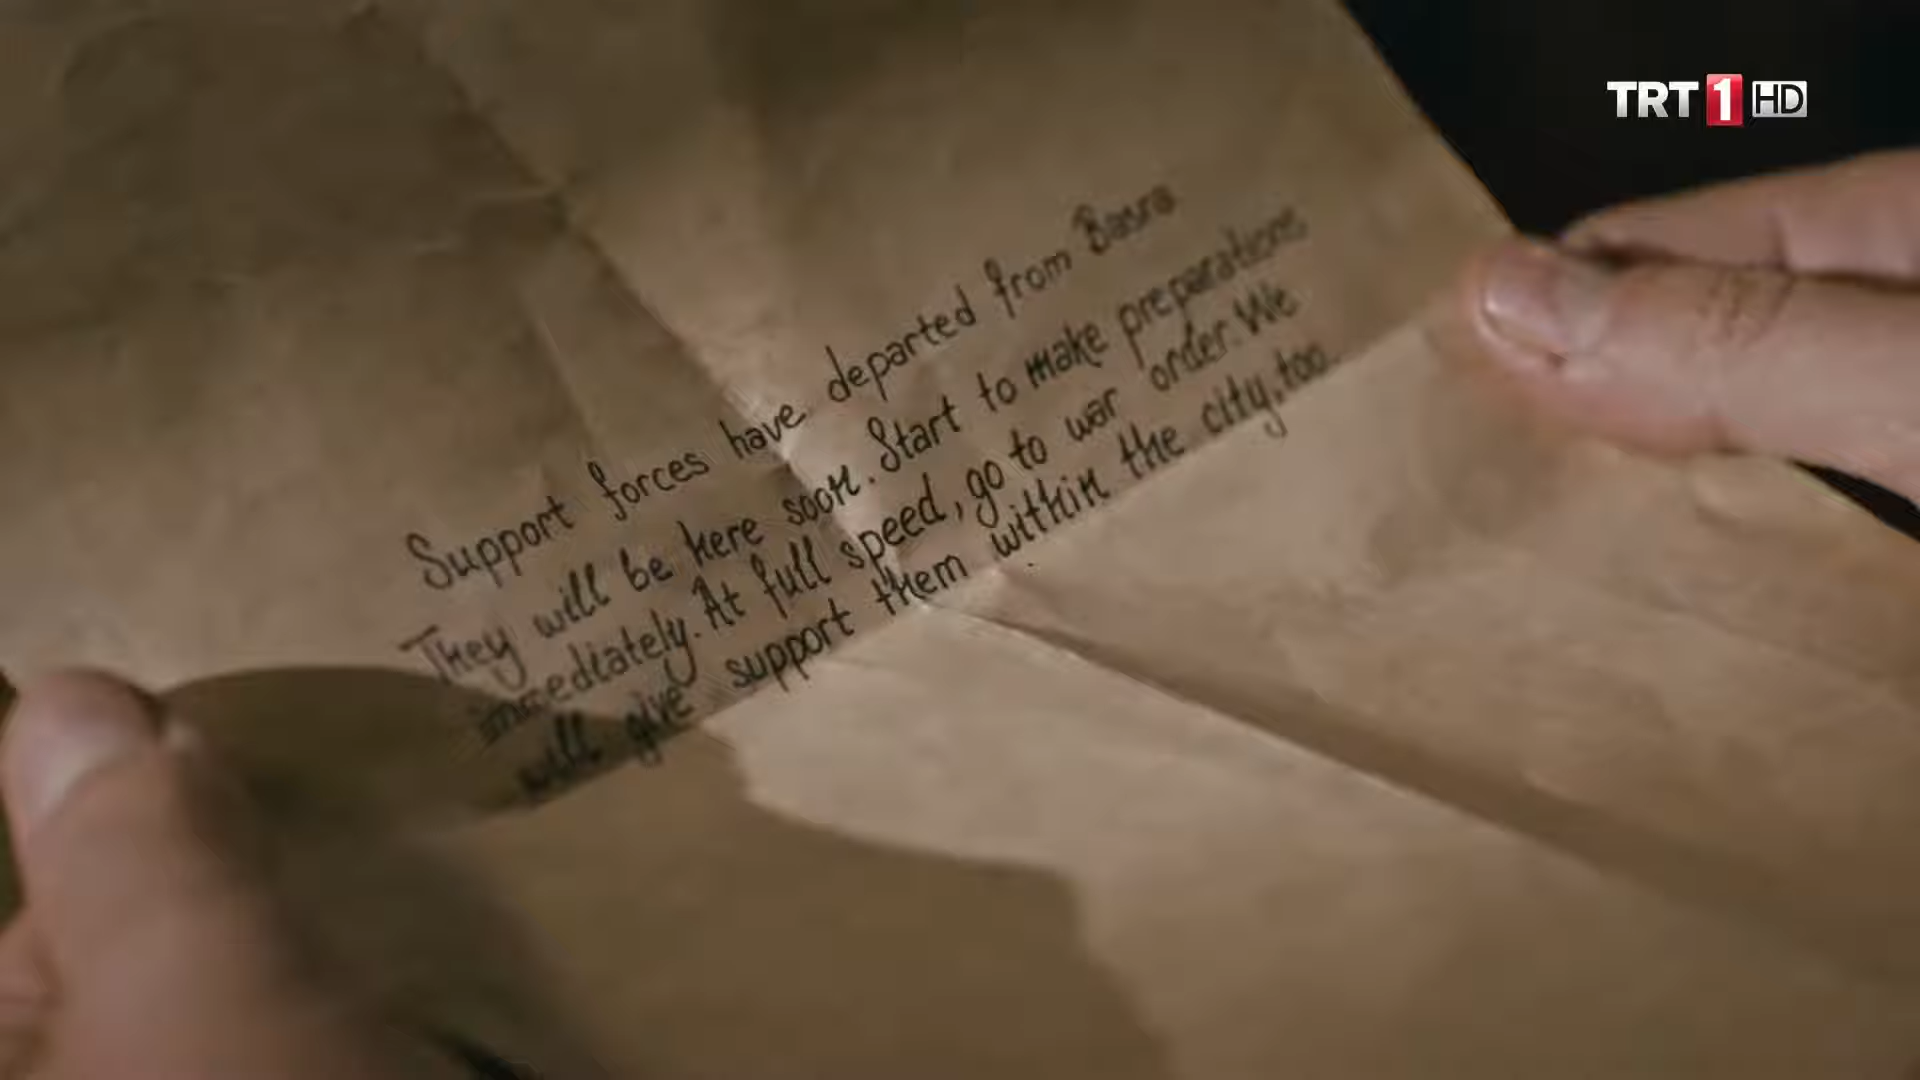 TRT 1 HD
Support forces have departed from Basra
They will be here soon. Start to make preparations
immediately. At full speed, go to war order. We
will give support them within the city, too.